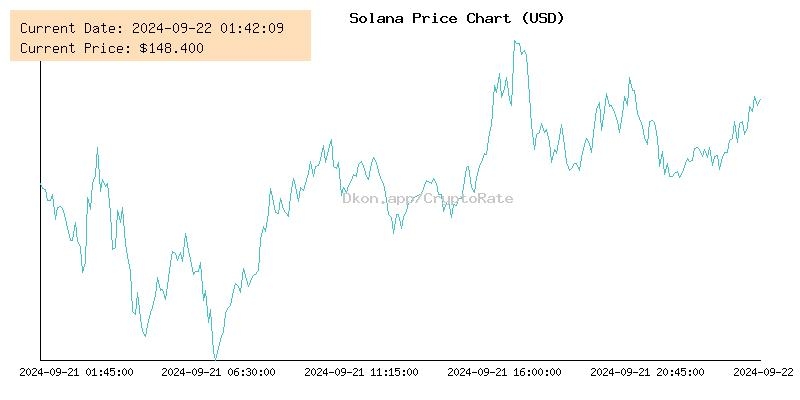 Solana Price Chart (USD)
Current Date: 2024-09-22 01:42:09
Current Price: $148.400
Dkon.app/CryptoRate
2024-09-21 01:45:00 2024-09-21 06:30:00 2024-09-21 11:15:00 2024-09-21 16:00:00 2024-09-21 20:45:00 2024-09-22